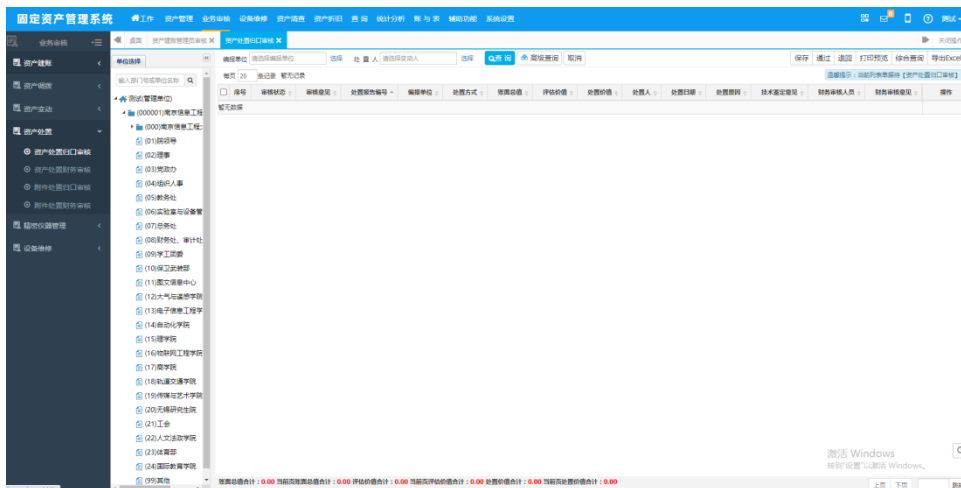 固定资产管理系统 工作 资产管理 业务审核 设备维修 资产清查 资产折旧 查询 统计分析 账与表 辅助功能 系统设置 测试
业务审核 桌面 资产建账管理员审核 资产处置归口审核 关闭操作
资产建账
资产调拨
资产变动
资产处置
资产处置归口审核
资产处置财务审核
附件处置归口审核
附件处置财务审核
精密仪器管理
设备维修
单位选择
输入部门号或单位名称
测试(管理单位)
(000001)南京信息工程
(000)南京信息工程
(01)院领导
(02)理事
(03)党政办
(04)组织人事
(05)教务处
(06)实验室与设备管
(07)总务处
(08)财务处、审计处
(09)学工团委
(10)保卫武装部
(11)图文信息中心
(12)大气与遥感学院
(13)电子信息工程学
(14)自动化学院
(15)理学院
(16)物联网工程学院
(17)商学院
(18)轨道交通学院
(19)传媒与艺术学院
(20)无锡研究生院
(21)工会
(22)人文法政学院
(23)体育部
(24)国际教育学院
(99)其他
编报单位 请选择编报单位 选择 处置人 请选择变动人 选择 查询 高级查询 取消 保存 通过 退回 打印预览 综合查询 导出Excel
每页 20 条记录 暂无记录 温馨提示：当前列表单据待【资产处置归口审核】
序号 审核状态 审核意见 处置报告编号 编报单位 处置方式 账面总值 评估价值 处置价值 处置人 处置日期 处置原因 技术鉴定意见 财务审核人员 财务审核意见 操作
暂无数据
激活 Windows
转到"设置"以激活 Windows。
账面总值合计：0.00 当前页账面总值合计：0.00 评估价值合计：0.00 当前页评估价值合计：0.00 处置价值合计：0.00 当前页处置价值合计：0.00
上页 下页